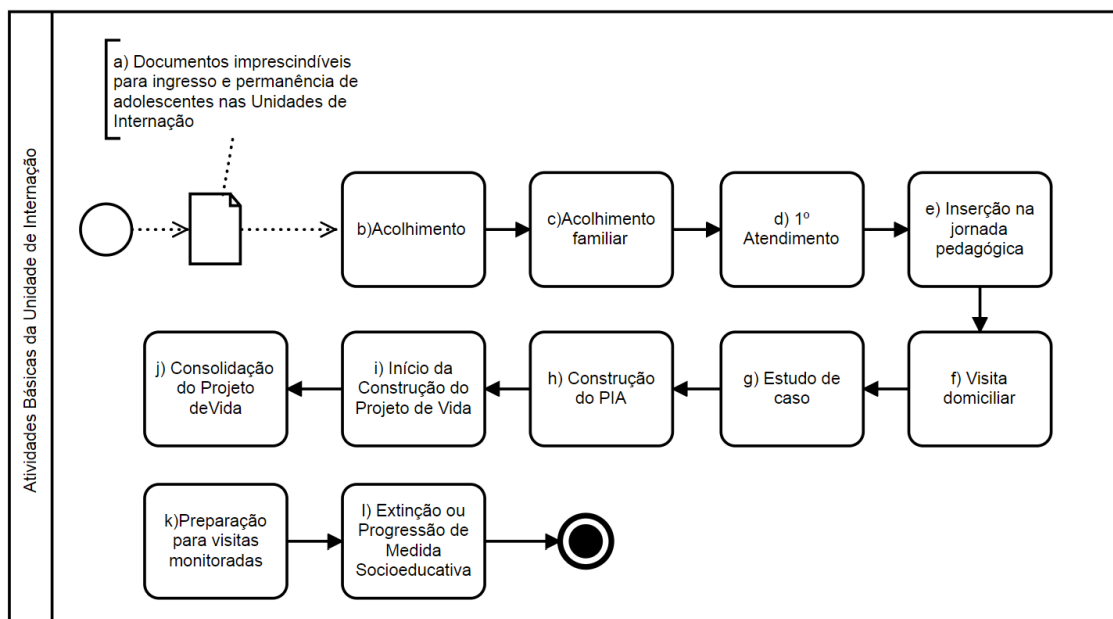 Atividades Básicas da Unidade de Internação
a) Documentos imprescindíveis
para ingresso e permanência de
adolescentes nas Unidades de
Internação
b)Acolhimento
c)Acolhimento
familiar
d) 1º
Atendimento
e) Inserção na
jornada
pedagógica
f) Visita
domiciliar
g) Estudo de
caso
h) Construção
do PIA
i) Início da
Construção do
Projeto de Vida
j) Consolidação
do Projeto
deVida
k)Preparação
para visitas
monitoradas
l) Extinção ou
Progressão de
Medida
Socioeducativa